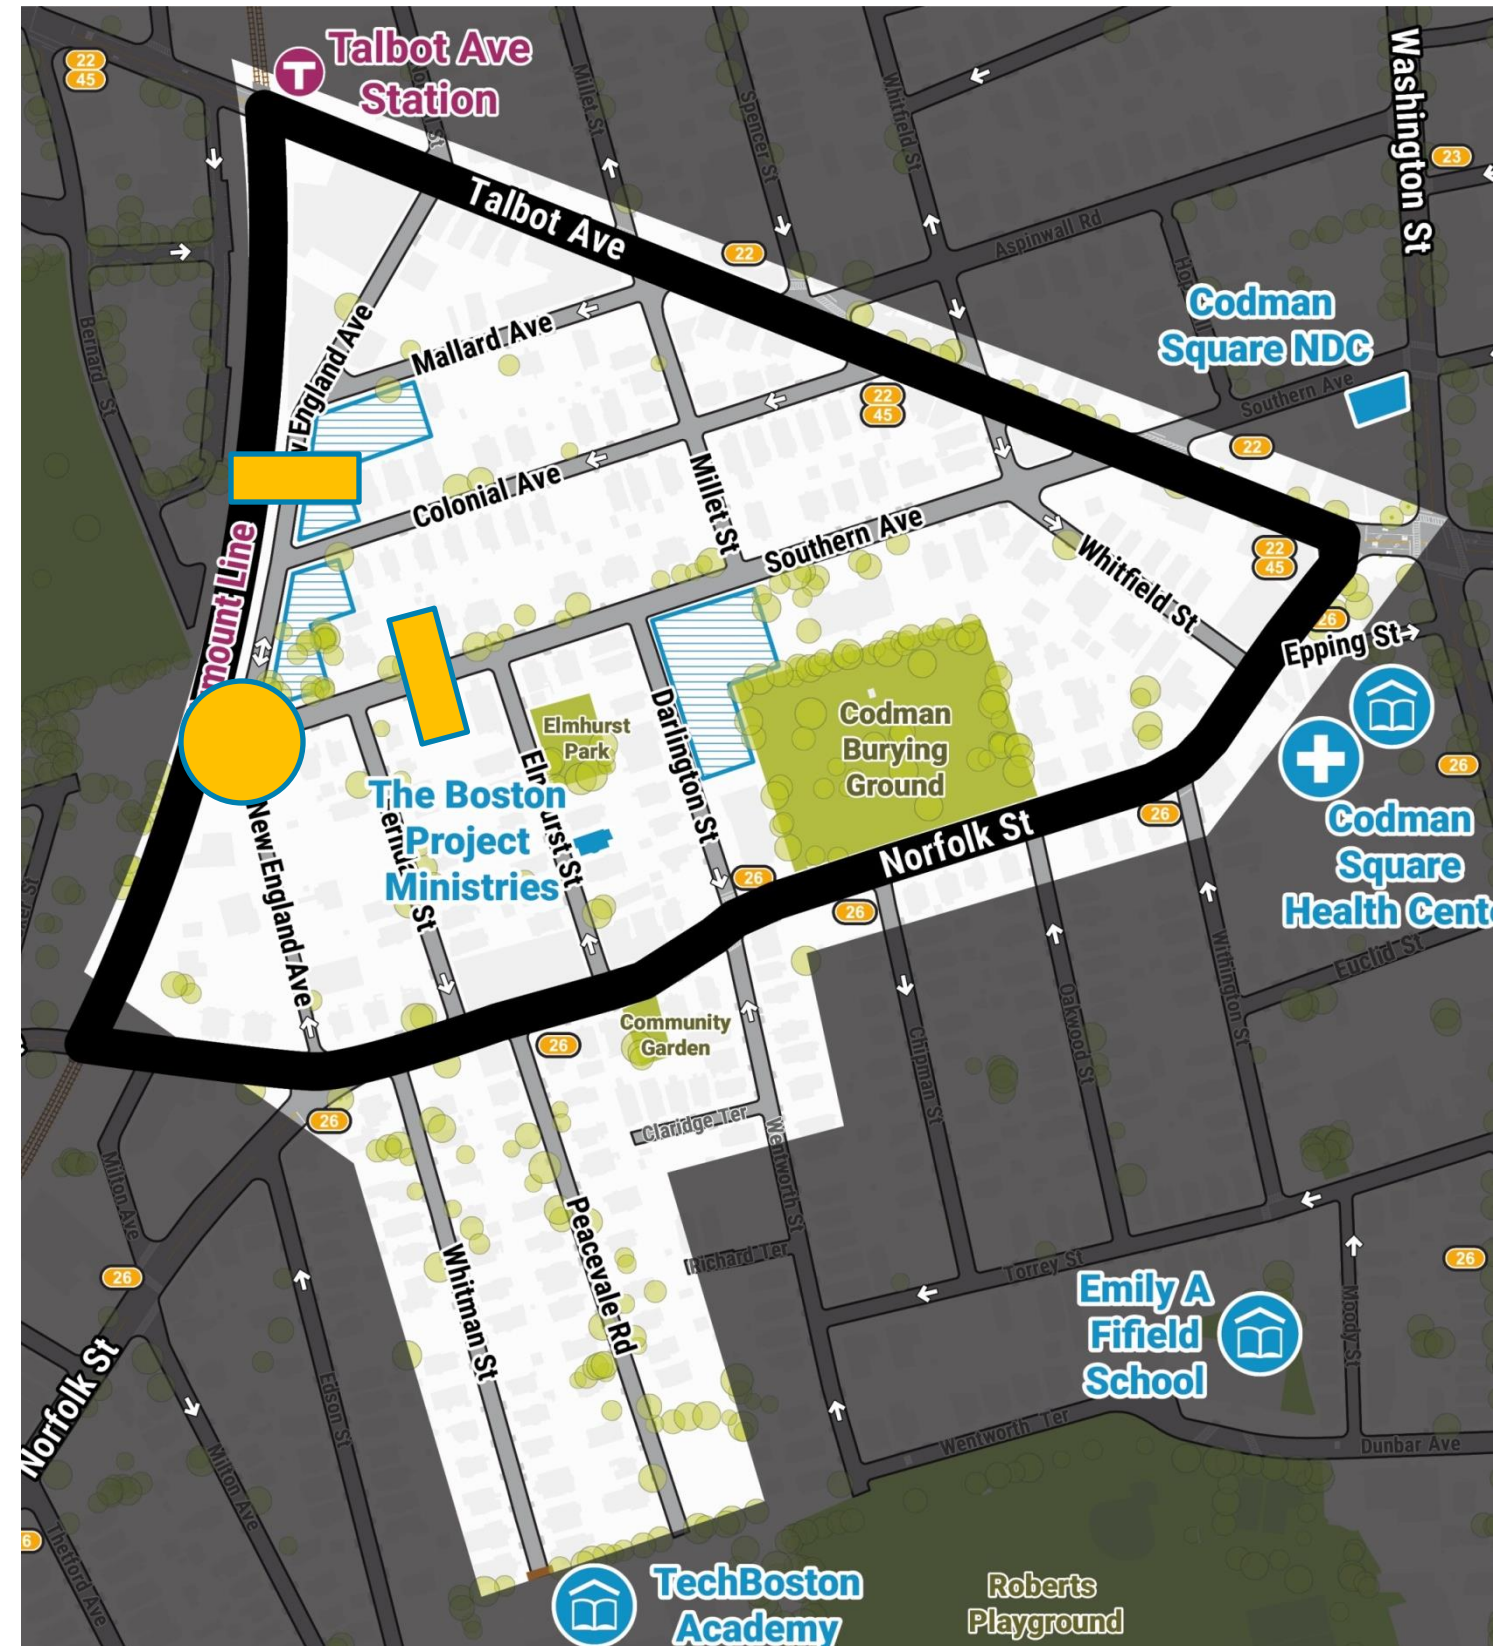 22
45
Talbot Ave
Station
Millet St
Spencer St
Whitfield St
Washington St
23
Talbot Ave
22
Aspinwall Rd
Codman
Square NDC
Southern Ave
22
Bernard St
England Ave
Mallard Ave
22
45
Colonial Ave
Millet St
Southern Ave
Whitfield St
22
45
26
Epping St
mount Line
Elmhurst
Park
Darlington St
Codman
Burying
Ground
The Boston
Project
Ministries
New England Ave
Norfolk St
26
26
26
26
Codman
Square
Health Cent
Euclid St
Withington St
Oakwood St
Chipman St
Community
Garden
26
26
Claridge Ter
Wentworth St
Milton Ave
26
Richard Ter
Torrey St
Peacevale Rd
Whitman St
Emily A
Fifield
School
Moody St
26
Norfolk St
Edson St
Milton Ave
Wentworth Ter
Dunbar Ave
Thetford Ave
6
TechBoston
Academy
Roberts
Playground